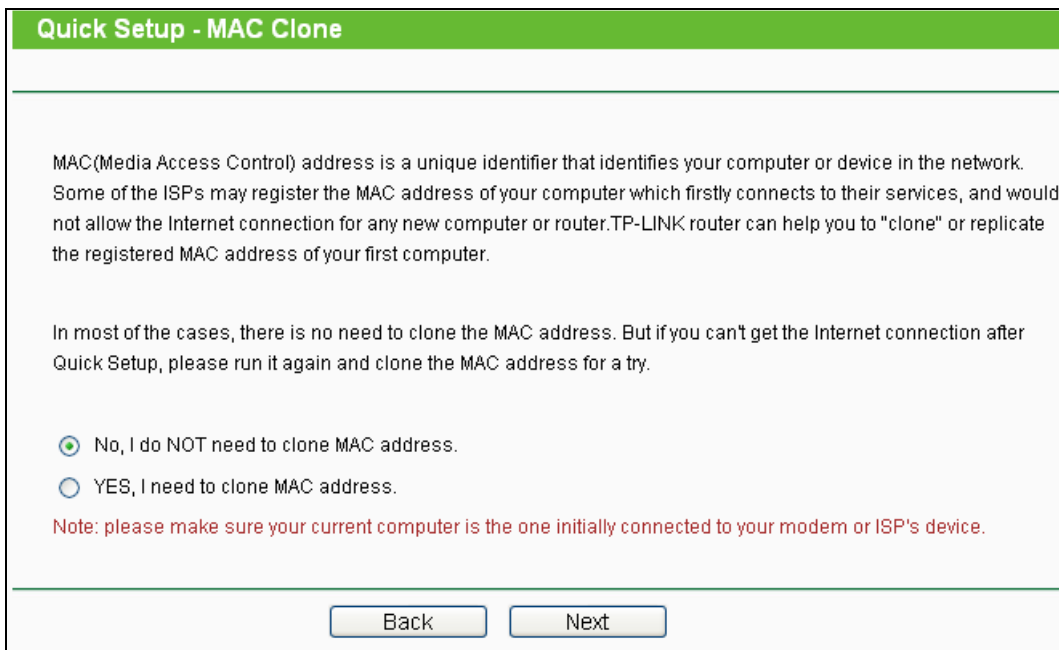 Quick Setup - MAC Clone
MAC(Media Access Control) address is a unique identifier that identifies your computer or device in the network.
Some of the ISPs may register the MAC address of your computer which firstly connects to their services, and would
not allow the Internet connection for any new computer or router.TP-LINK router can help you to "clone" or replicate
the registered MAC address of your first computer.
In most of the cases, there is no need to clone the MAC address. But if you can't get the Internet connection after
Quick Setup, please run it again and clone the MAC address for a try.
No, I do NOT need to clone MAC address.
YES, I need to clone MAC address.
Note: please make sure your current computer is the one initially connected to your modem or ISP's device.
Back Next